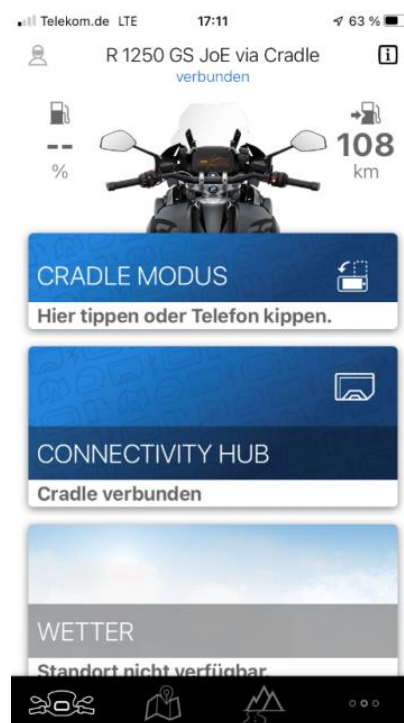 Telekom.de LTE 17:11 63 %
R 1250 GS JoE via Cradle
verbunden
-- 108
% km
CRADLE MODUS
Hier tippen oder Telefon kippen.
CONNECTIVITY HUB
Cradle verbunden
WETTER
Standort nicht verfügbar.